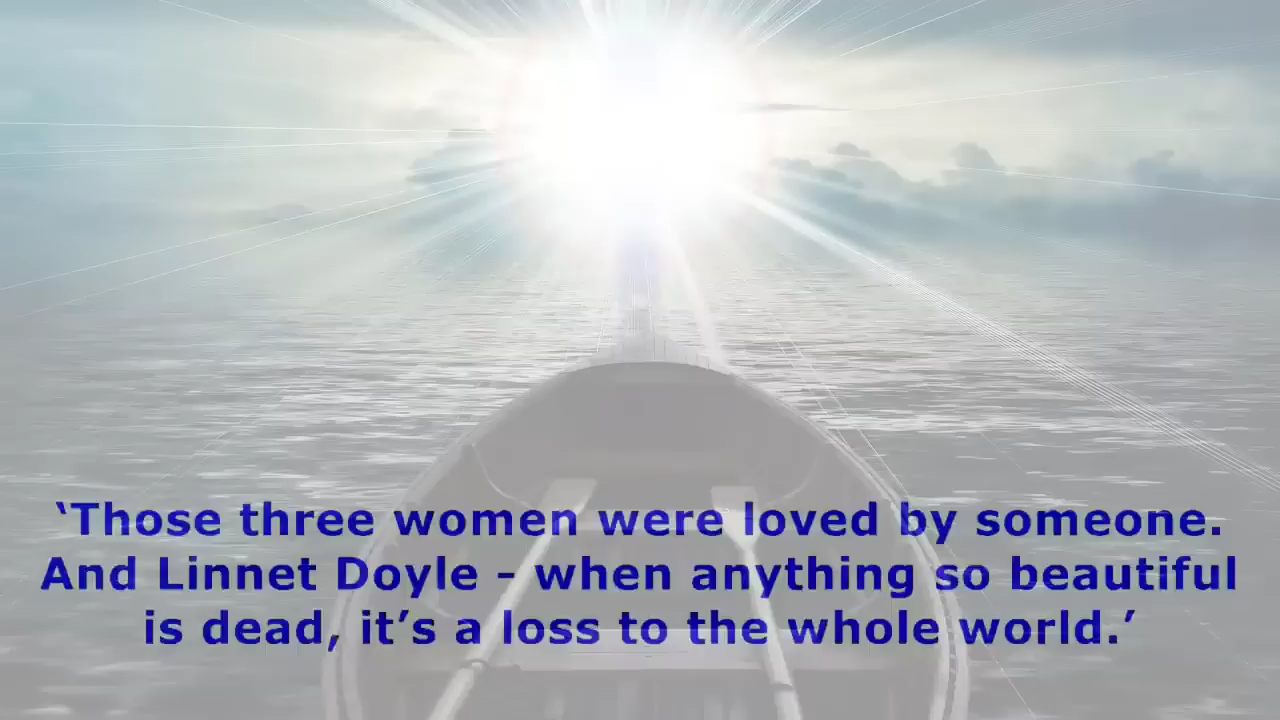 ‘Those three women were loved by someone.
And Linnet Doyle - when anything so beautiful
is dead, it’s a loss to the whole world.’